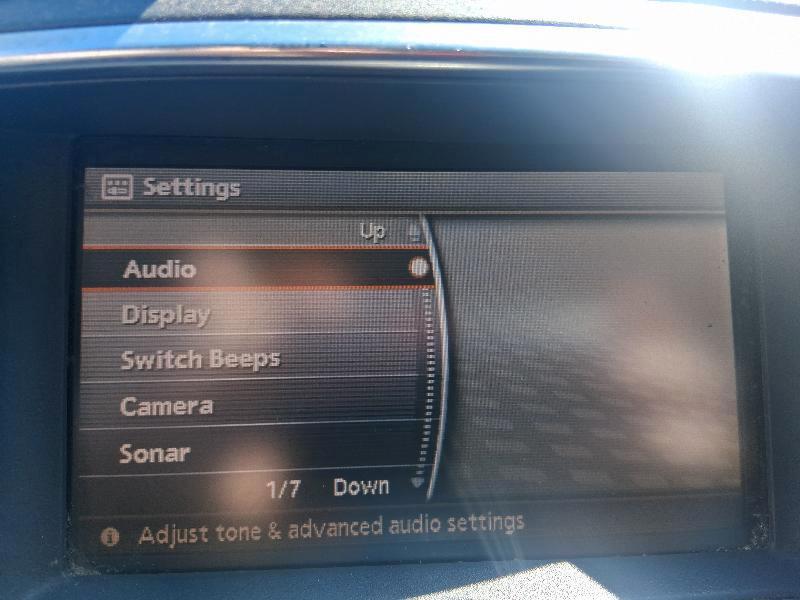 Settings
Up
Audio
Display
Switch Beeps
Camera
Sonar
1/7 Down
Adjust tone & advanced audio settings